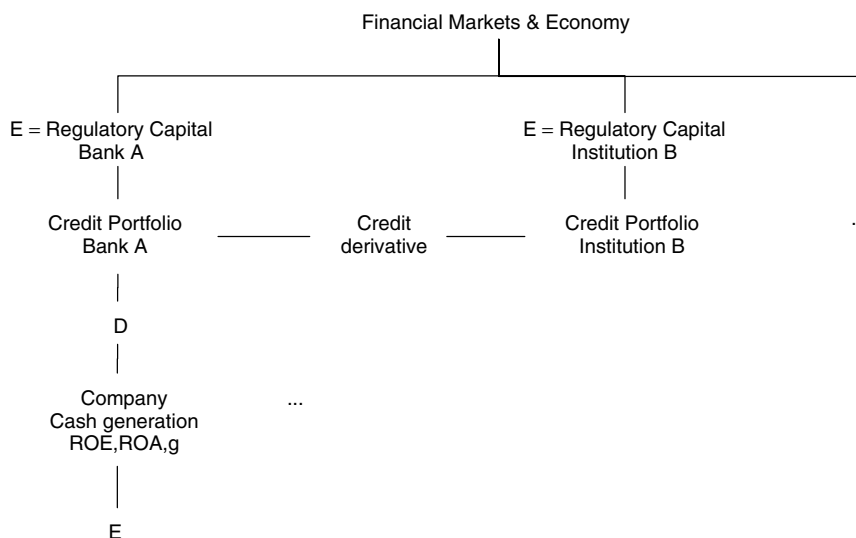 Financial Markets & Economy
E = Regulatory Capital
Bank A
E = Regulatory Capital
Institution B
Credit Portfolio
Bank A
Credit
derivative
Credit Portfolio
Institution B
.
D
Company
Cash generation
ROE,ROA,g
...
E